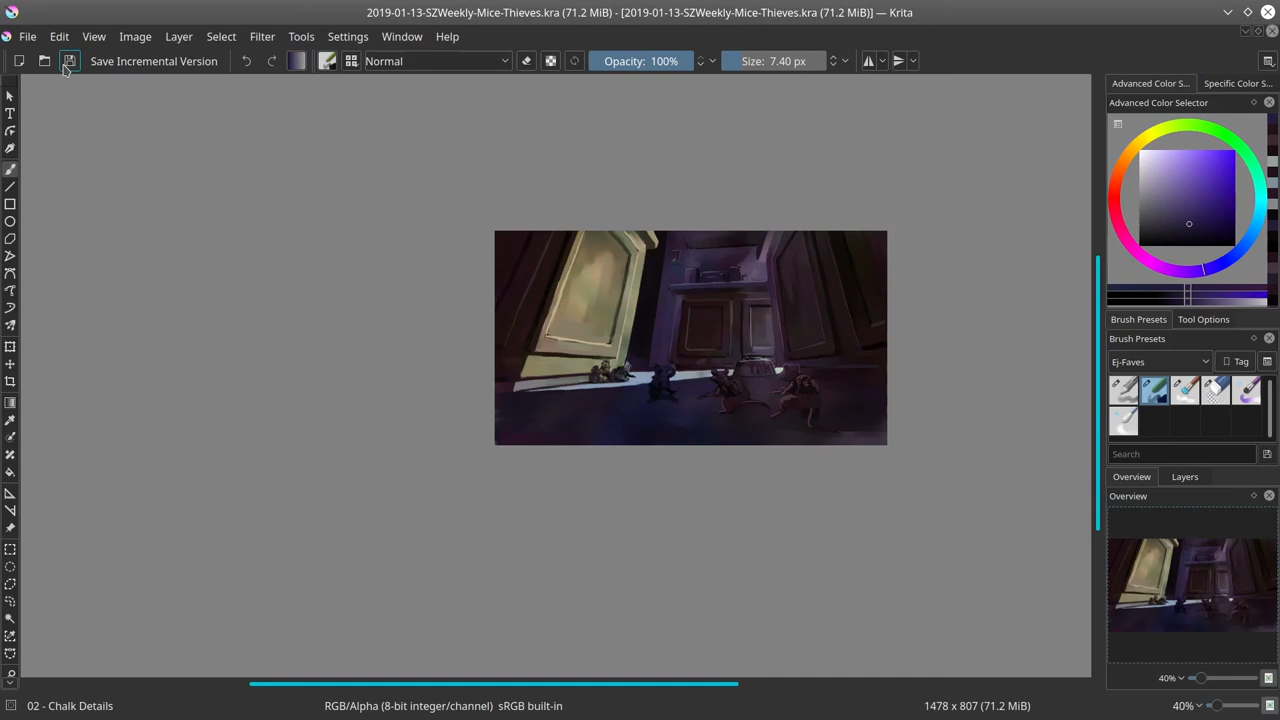 2019-01-13-SZWeekly-Mice-Thieves.kra (71.2 MiB) - [2019-01-13-SZWeekly-Mice-Thieves.kra (71.2 MiB)] — Krita
File Edit View Image Layer Select Filter Tools Settings Window Help
Save Incremental Version Normal Opacity: 100% Size: 7.40 px
Advanced Color S... Specific Color S...
Advanced Color Selector
Brush Presets Tool Options
Brush Presets
Ej-Faves Tag
Search
Overview Layers
Overview
40%
02 - Chalk Details RGB/Alpha (8-bit integer/channel) sRGB built-in 1478 x 807 (71.2 MiB) 40%